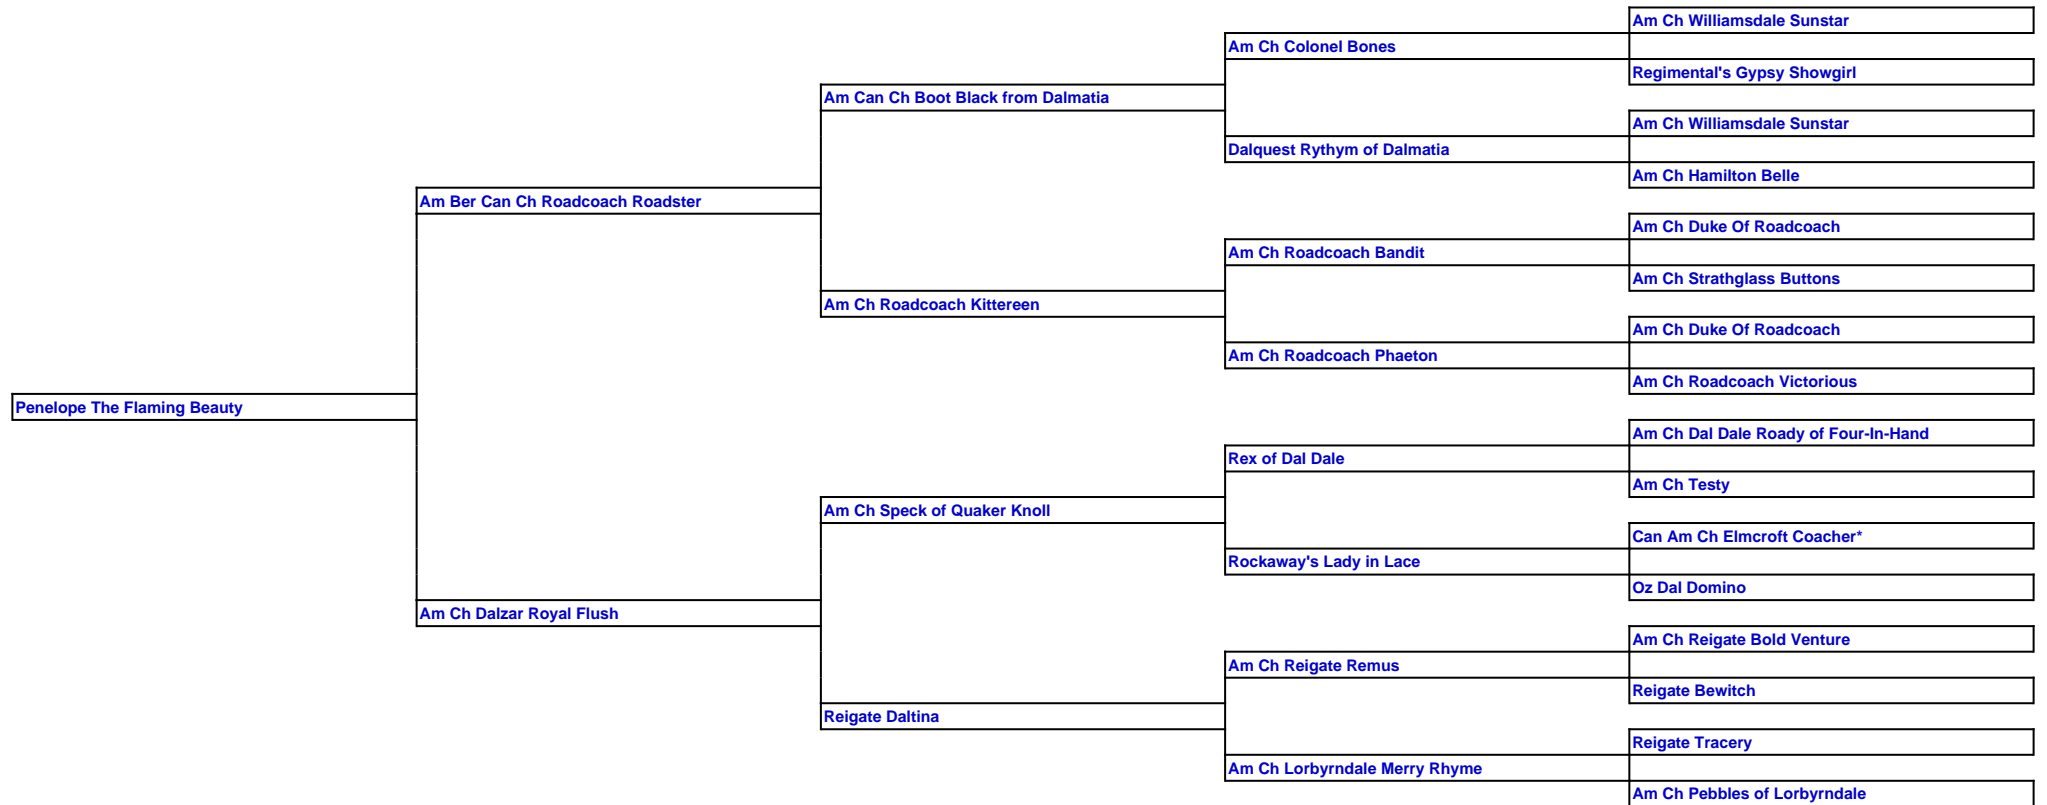 Am Ch Williamsdale Sunstar
Am Ch Colonel Bones
Regimental's Gypsy Showgirl
Am Can Ch Boot Black from Dalmatia
Am Ch Williamsdale Sunstar
Dalquest Rythym of Dalmatia
Am Ch Hamilton Belle
Am Ber Can Ch Roadcoach Roadster
Am Ch Duke Of Roadcoach
Am Ch Roadcoach Bandit
Am Ch Strathglass Buttons
Am Ch Roadcoach Kittereen
Am Ch Duke Of Roadcoach
Am Ch Roadcoach Phaeton
Am Ch Roadcoach Victorious
Penelope The Flaming Beauty
Am Ch Dal Dale Roady of Four-In-Hand
Rex of Dal Dale
Am Ch Testy
Am Ch Speck of Quaker Knoll
Can Am Ch Elmcroft Coacher*
Rockaway's Lady in Lace
Oz Dal Domino
Am Ch Dalzar Royal Flush
Am Ch Reigate Bold Venture
Am Ch Reigate Remus
Reigate Bewitch
Reigate Daltina
Reigate Tracery
Am Ch Lorbyrndale Merry Rhyme
Am Ch Pebbles of Lorbyrndale